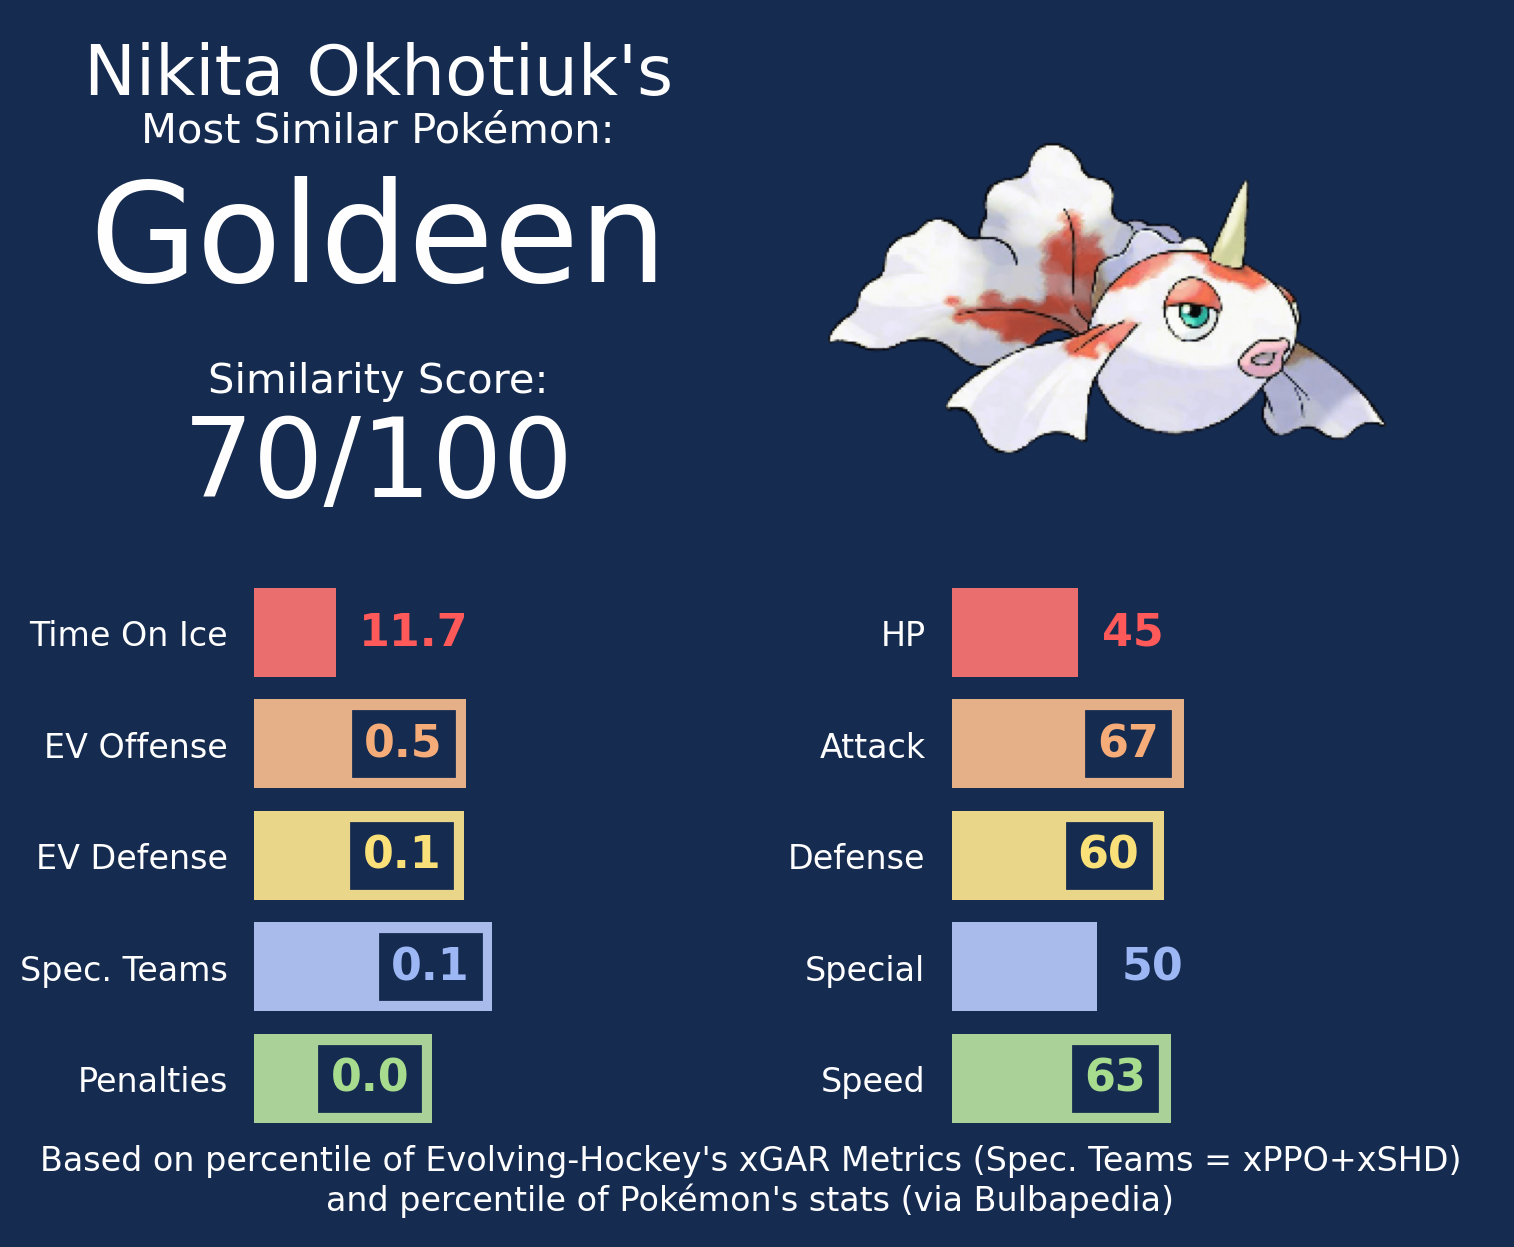 Nikita Okhotiuk's
Most Similar Pokémon:
Goldeen
Similarity Score:
70/100
Time On Ice 11.7
EV Offense 0.5
EV Defense 0.1
Spec. Teams 0.1
Penalties 0.0
HP 45
Attack 67
Defense 60
Special 50
Speed 63
Based on percentile of Evolving-Hockey's xGAR Metrics (Spec. Teams = xPPO+xSHD)
and percentile of Pokémon's stats (via Bulbapedia)